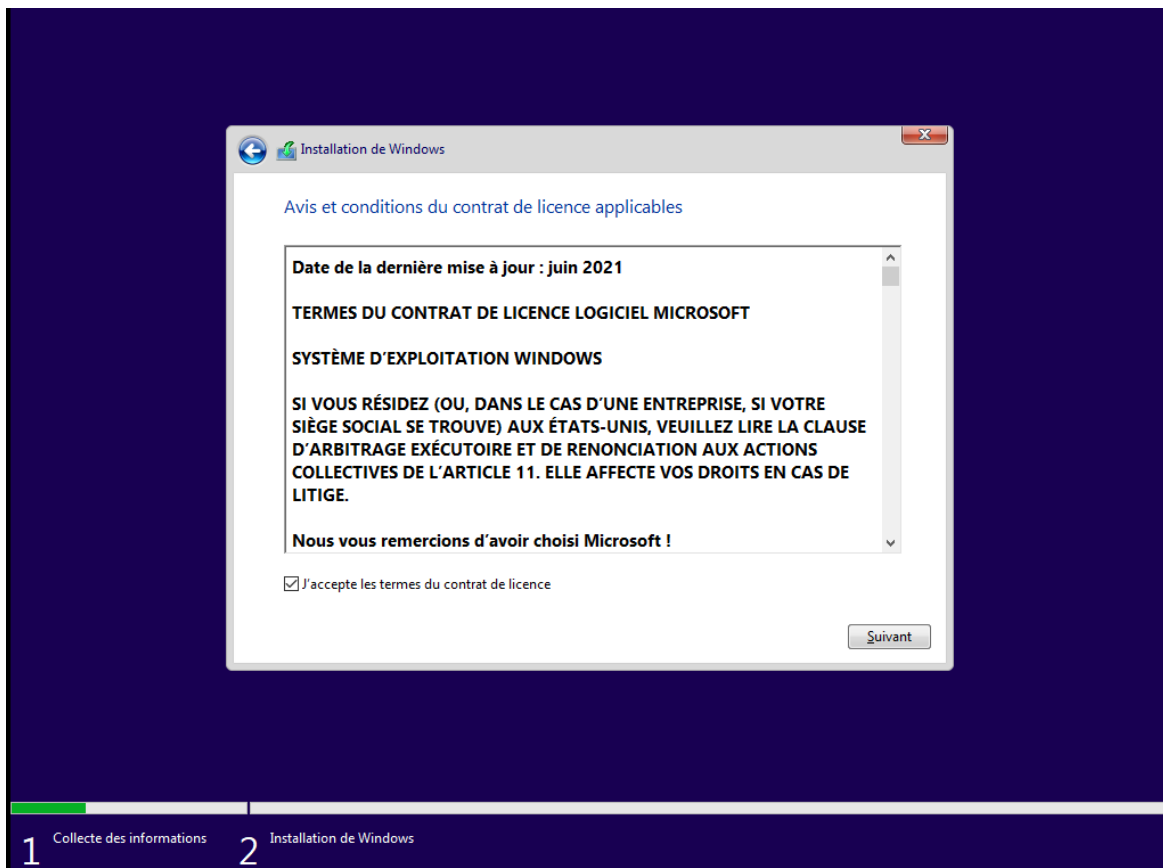 Installation de Windows
Avis et conditions du contrat de licence applicables
Date de la dernière mise à jour : juin 2021
TERMES DU CONTRAT DE LICENCE LOGICIEL MICROSOFT
SYSTÈME D’EXPLOITATION WINDOWS
SI VOUS RÉSIDEZ (OU, DANS LE CAS D’UNE ENTREPRISE, SI VOTRE
SIÈGE SOCIAL SE TROUVE) AUX ÉTATS-UNIS, VEUILLEZ LIRE LA CLAUSE
D’ARBITRAGE EXÉCUTOIRE ET DE RENONCIATION AUX ACTIONS
COLLECTIVES DE L’ARTICLE 11. ELLE AFFECTE VOS DROITS EN CAS DE
LITIGE.
Nous vous remercions d’avoir choisi Microsoft !
J'accepte les termes du contrat de licence
Suivant
1 Collecte des informations 2 Installation de Windows